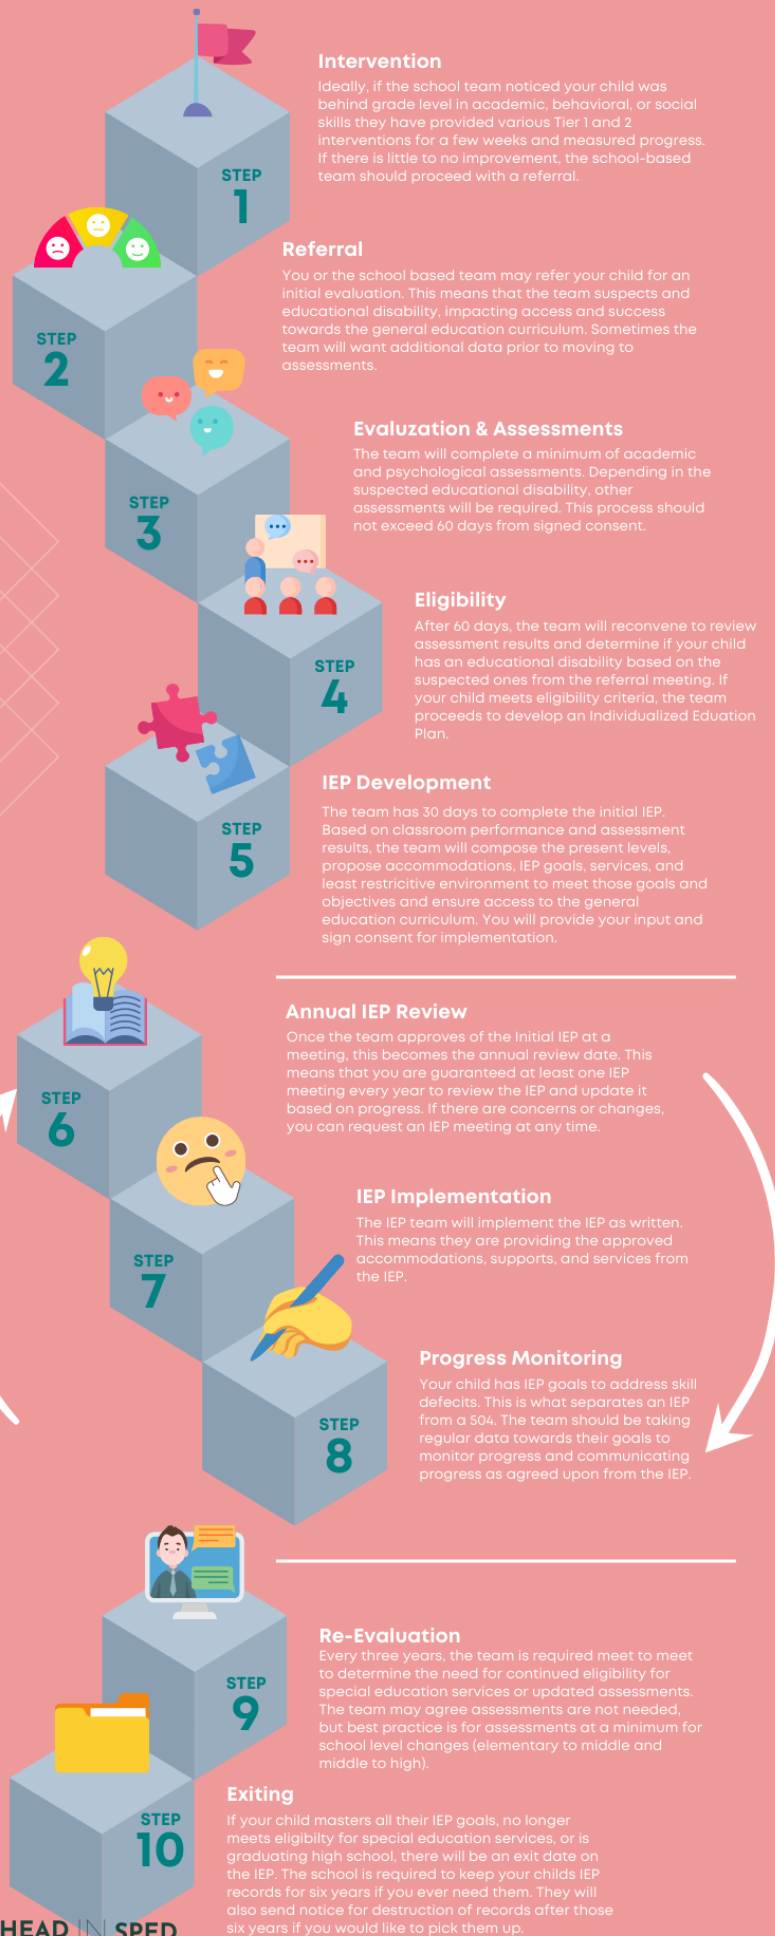 Intervention
Ideally, if the school team noticed your child was
behind grade level in academic, behavioral, or social
skills they have provided various Tier 1 and 2
interventions for a few weeks and measured progress.
If there is little to no improvement, the school-based
team should proceed with a referral.
STEP
1
Referral
You or the school based team may refer your child for an
initial evaluation. This means that the team suspects and
educational disability, impacting access and success
towards the general education curriculum. Sometimes the
team will want additional data prior to moving to
assessments.
STEP
2
Evaluzation & Assessments
The team will complete a minimum of academic
and psychological assessments. Depending in the
suspected educational disability, other
assessments will be required. This process should
not exceed 60 days from signed consent.
STEP
3
Eligibility
After 60 days, the team will reconvene to review
assessment results and determine if your child
has an educational disability based on the
suspected ones from the referral meeting. If
your child meets eligibility criteria, the team
proceeds to develop an Individualized Eduation
Plan.
STEP
4
IEP Development
The team has 30 days to complete the initial IEP.
Based on classroom performance and assessment
results, the team will compose the present levels,
propose accommodations, IEP goals, services, and
least restricitive environment to meet those goals and
objectives and ensure access to the general
education curriculum. You will provide your input and
sign consent for implementation.
STEP
5
Annual IEP Review
Once the team approves of the Initial IEP at a
meeting, this becomes the annual review date. This
means that you are guaranteed at least one IEP
meeting every year to review the IEP and update it
based on progress. If there are concerns or changes,
you can request an IEP meeting at any time.
STEP
6
IEP Implementation
The IEP team will implement the IEP as written.
This means they are providing the approved
accommodations, supports, and services from
the IEP.
STEP
7
Progress Monitoring
Your child has IEP goals to address skill
defecits. This is what separates an IEP
from a 504. The team should be taking
regular data towards their goals to
monitor progress and communicating
progress as agreed upon from the IEP.
STEP
8
Re-Evaluation
Every three years, the team is required meet to meet
to determine the need for continued eligibility for
special education services or updated assessments.
The team may agree assessments are not needed,
but best practice is for assessments at a minimum for
school level changes (elementary to middle and
middle to high).
STEP
9
Exiting
If your child masters all their IEP goals, no longer
meets eligibilty for special education services, or is
graduating high school, there will be an exit date on
the IEP. The school is required to keep your childs IEP
records for six years if you ever need them. They will
also send notice for destruction of records after those
six years if you would like to pick them up.
STEP
10
HEAD IN SPED